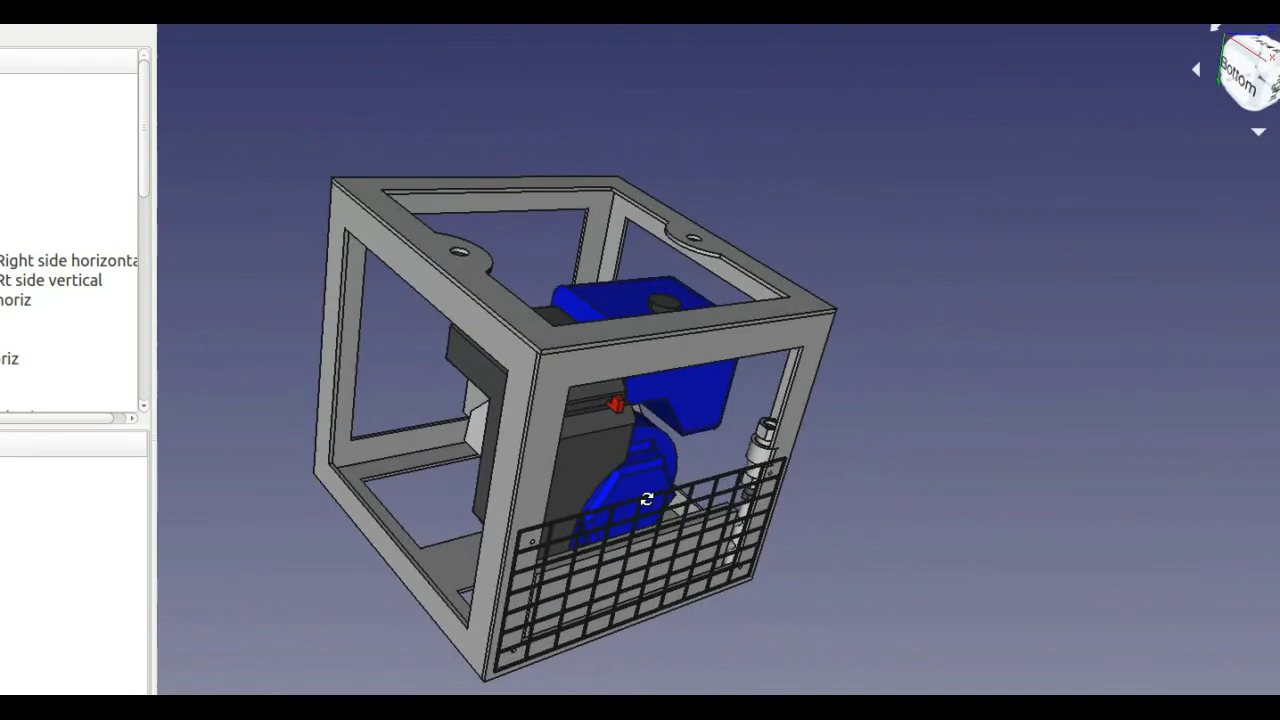 Bottom
x
Right side horizonta
Rt side vertical
horiz
riz